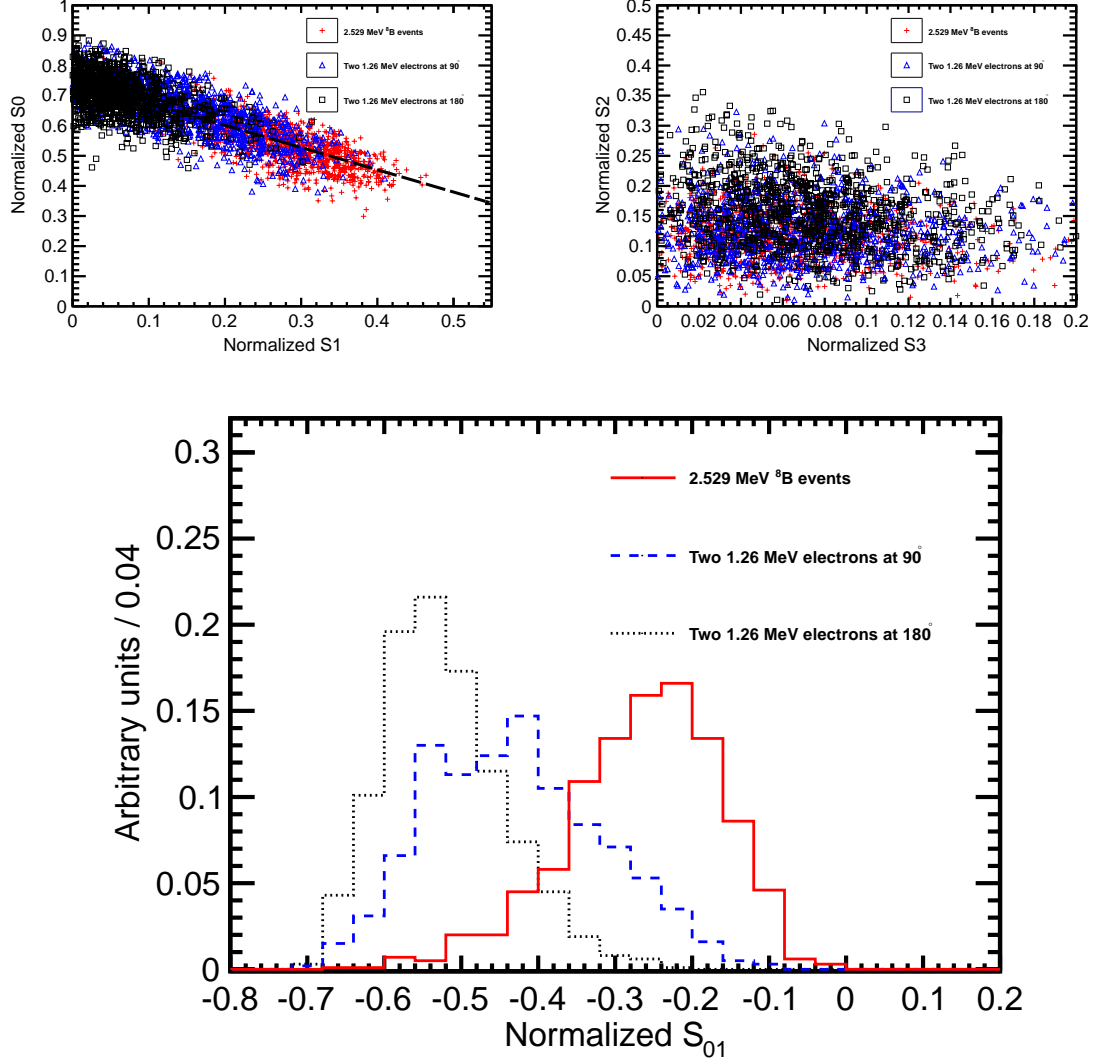 1
0.9
0.8
0.7
0.6
0.5
0.4
0.3
0.2
0.1
0
0 0.1 0.2 0.3 0.4 0.5
Normalized S0
Normalized S1
2.529 MeV ⁸B events
Two 1.26 MeV electrons at 90°
Two 1.26 MeV electrons at 180°
0.5
0.45
0.4
0.35
0.3
0.25
0.2
0.15
0.1
0.05
0
0 0.02 0.04 0.06 0.08 0.1 0.12 0.14 0.16 0.18 0.2
Normalized S2
Normalized S3
2.529 MeV ⁸B events
Two 1.26 MeV electrons at 90°
Two 1.26 MeV electrons at 180°
0.3
0.25
0.2
0.15
0.1
0.05
0
-0.8 -0.7 -0.6 -0.5 -0.4 -0.3 -0.2 -0.1 0 0.1 0.2
Arbitrary units / 0.04
Normalized S₀₁
2.529 MeV ⁸B events
Two 1.26 MeV electrons at 90°
Two 1.26 MeV electrons at 180°